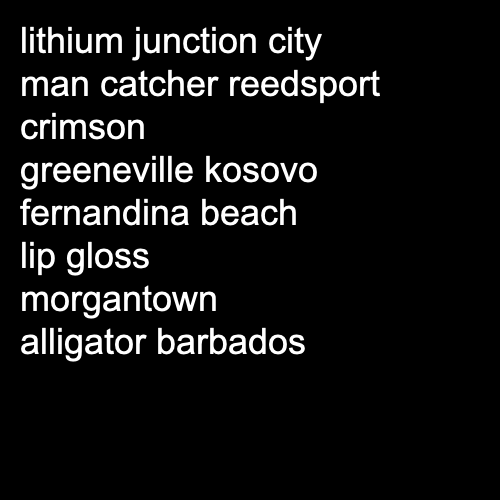 lithium junction city
man catcher reedsport
crimson
greeneville kosovo
fernandina beach
lip gloss
morgantown
alligator barbados